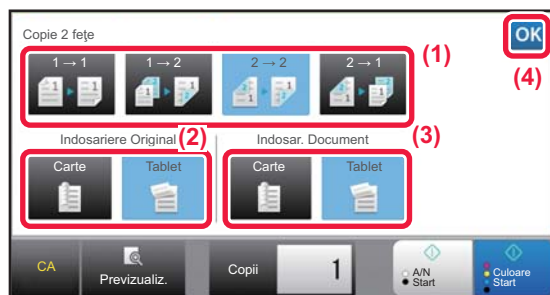 Copie 2 feţe
OK
(1)
(4)
1 → 1
1 → 2
2 → 2
2 → 1
Indosariere Original
(2)
Indosar. Document
(3)
Carte
Tablet
Carte
Tablet
CA
Previzualiz.
Copii
1
A/N
Start
Culoare
Start